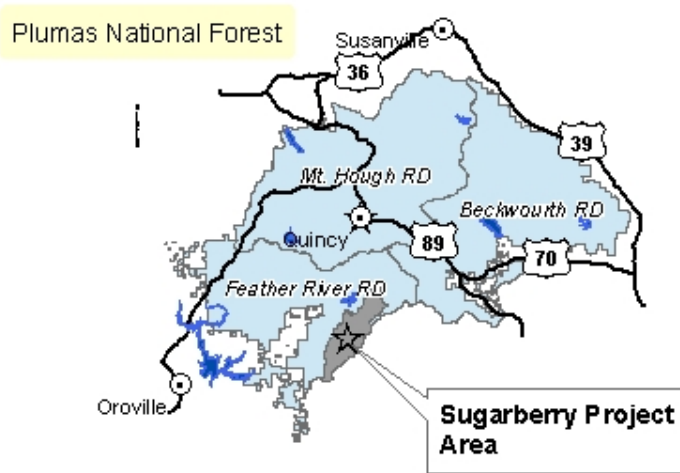 Plumas National Forest
Susanville
36
39
Mt. Hough RD
Beckwourth RD
Quincy
89
70
Feather River RD
Oroville
Sugarberry Project
Area